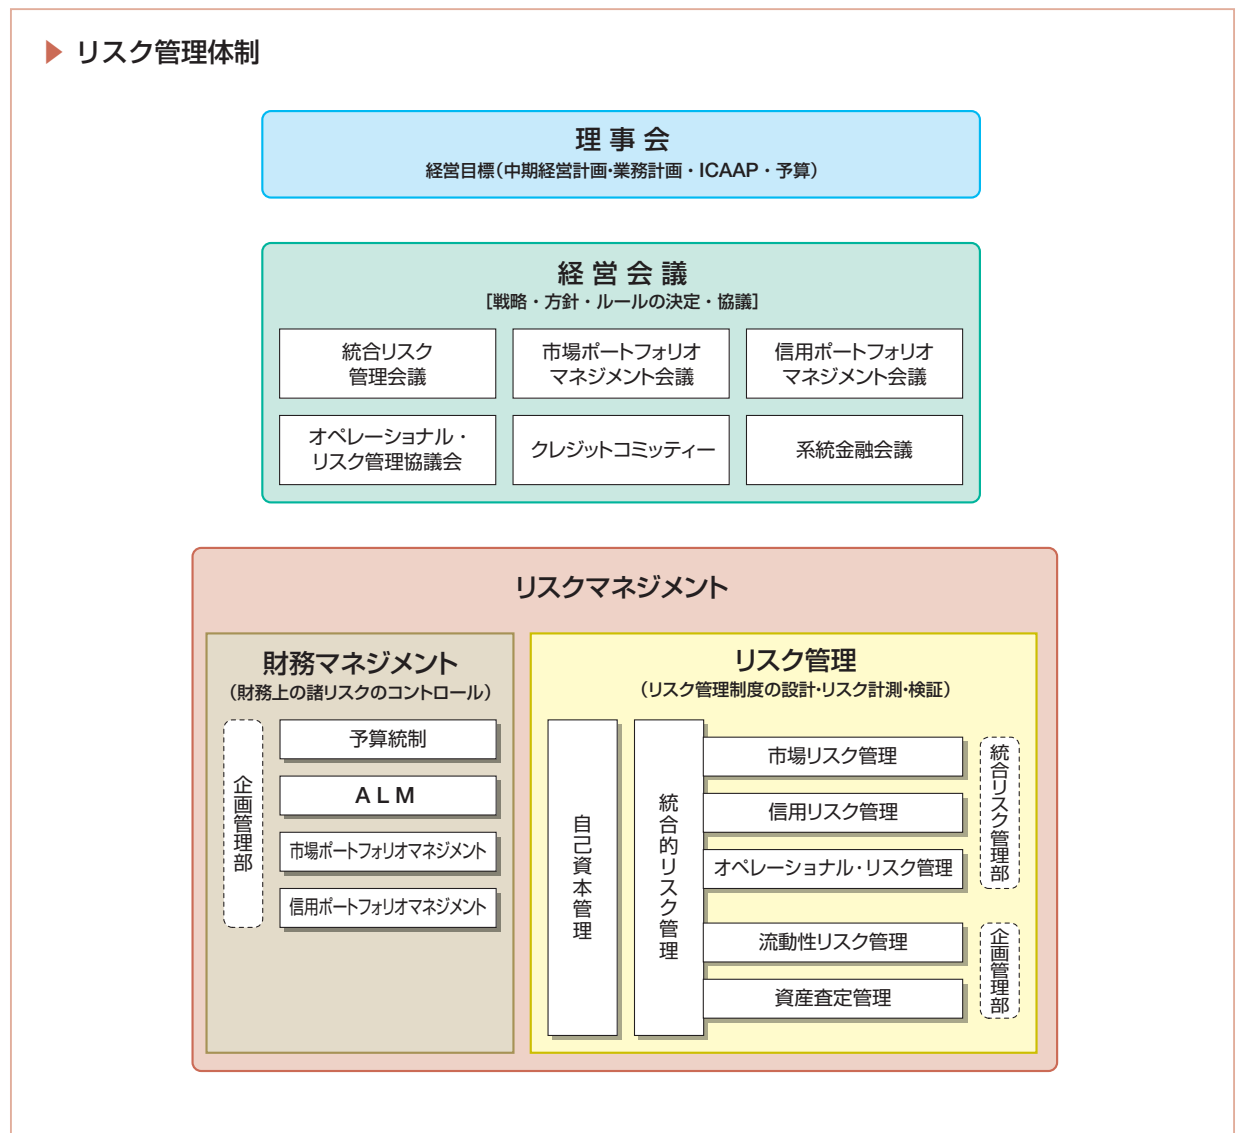 リスク管理体制
理事会
経営目標(中期経営計画・業務計画・ICAAP・予算)
経営会議
[戦略・方針・ルールの決定・協議]
統合リスク
管理会議
市場ポートフォリオ
マネジメント会議
信用ポートフォリオ
マネジメント会議
オペレーショナル・
リスク管理協議会
クレジットコミッティー
系統金融会議
リスクマネジメント
財務マネジメント
(財務上の諸リスクのコントロール)
企画管理部
予算統制
ALM
市場ポートフォリオマネジメント
信用ポートフォリオマネジメント
リスク管理
(リスク管理制度の設計・リスク計測・検証)
自己資本管理
統合的リスク管理
市場リスク管理
信用リスク管理
オペレーショナル・リスク管理
統合リスク管理部
流動性リスク管理
資産査定管理
企画管理部